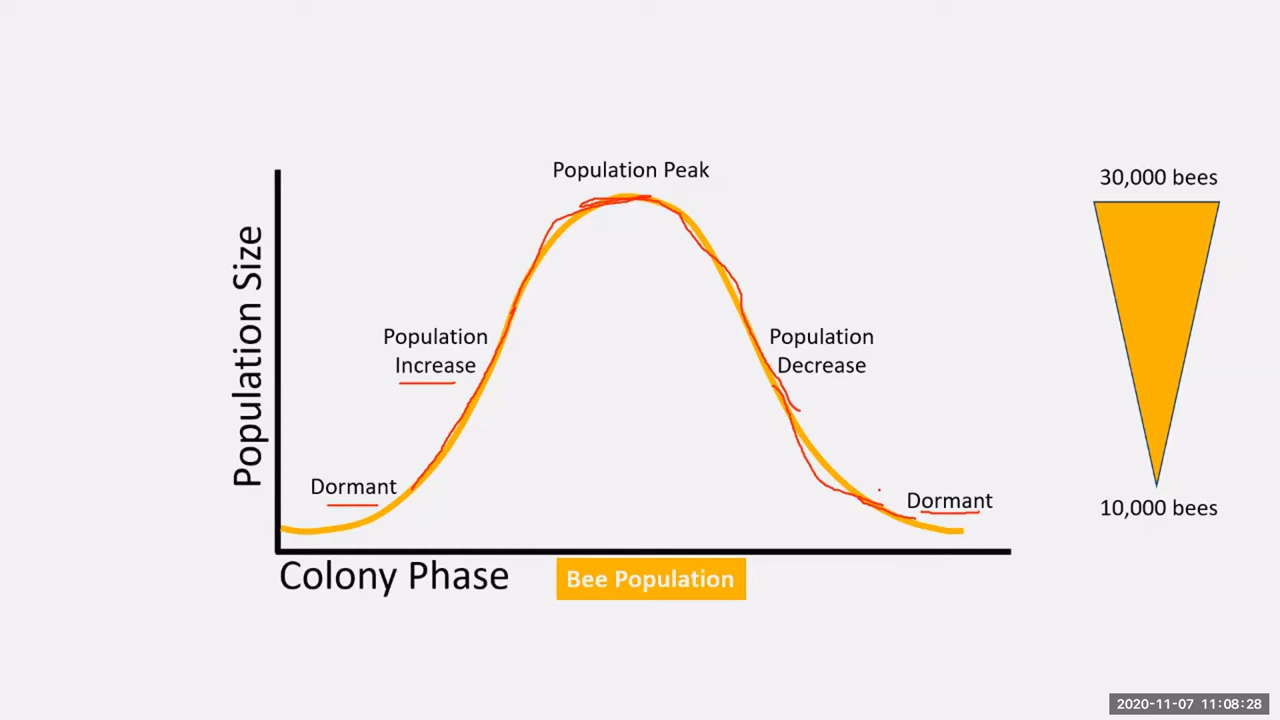 Population Peak
30,000 bees
Population Size
Population
Increase
Population
Decrease
Dormant
Dormant
10,000 bees
Colony Phase
Bee Population
2020-11-07 11:08:28